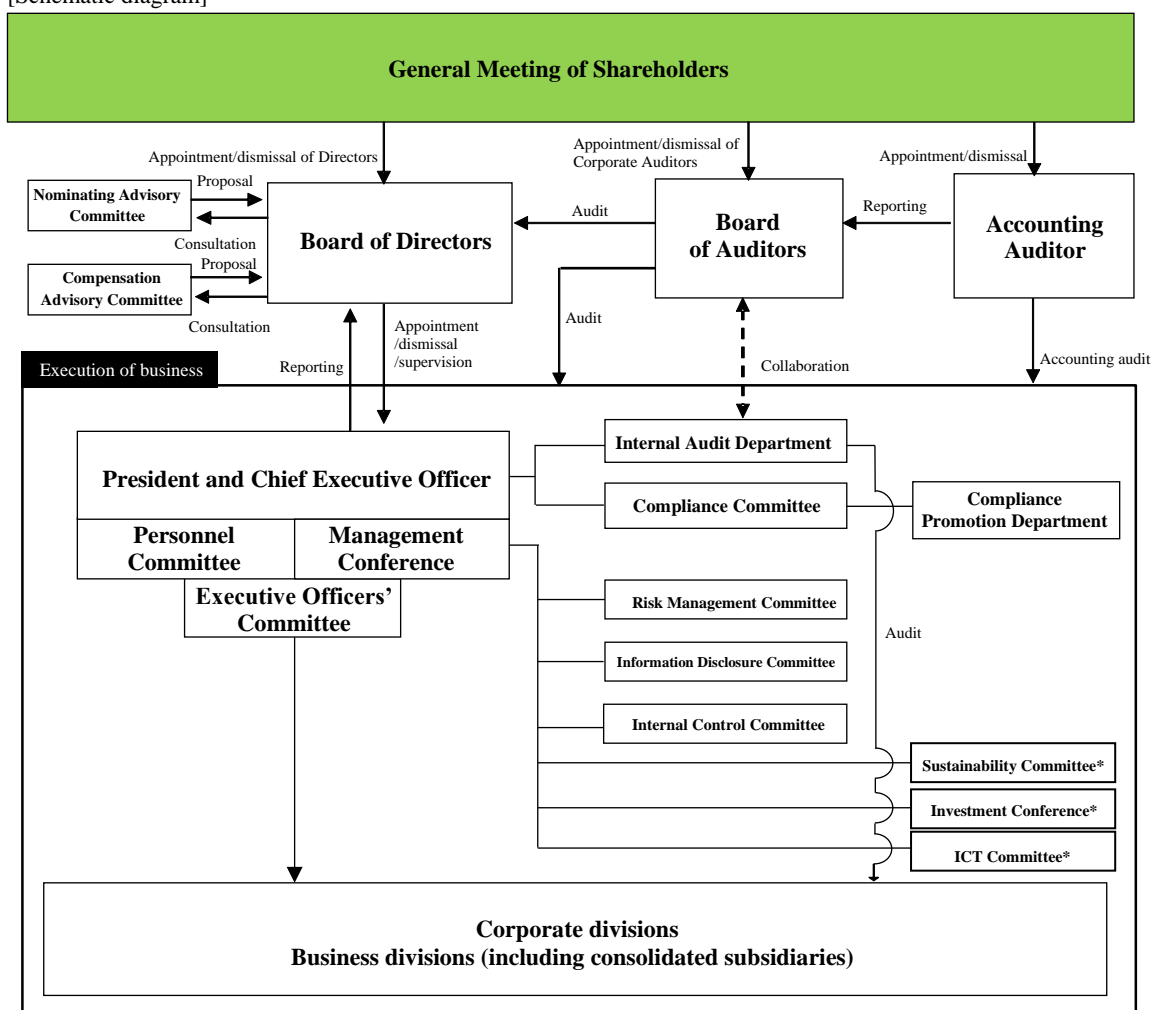 [Schematic diagram]
General Meeting of Shareholders
Appointment/dismissal of Directors
Appointment/dismissal of
Corporate Auditors
Appointment/dismissal
Nominating Advisory
Committee
Proposal
Consultation
Compensation
Advisory Committee
Proposal
Consultation
Board of Directors
Audit
Board
of Auditors
Reporting
Accounting
Auditor
Reporting
Appointment
/dismissal
/supervision
Audit
Collaboration
Accounting audit
Execution of business
President and Chief Executive Officer
Personnel
Committee
Management
Conference
Executive Officers’
Committee
Internal Audit Department
Compliance Committee
Compliance
Promotion Department
Risk Management Committee
Audit
Information Disclosure Committee
Internal Control Committee
Sustainability Committee*
Investment Conference*
ICT Committee*
Corporate divisions
Business divisions (including consolidated subsidiaries)